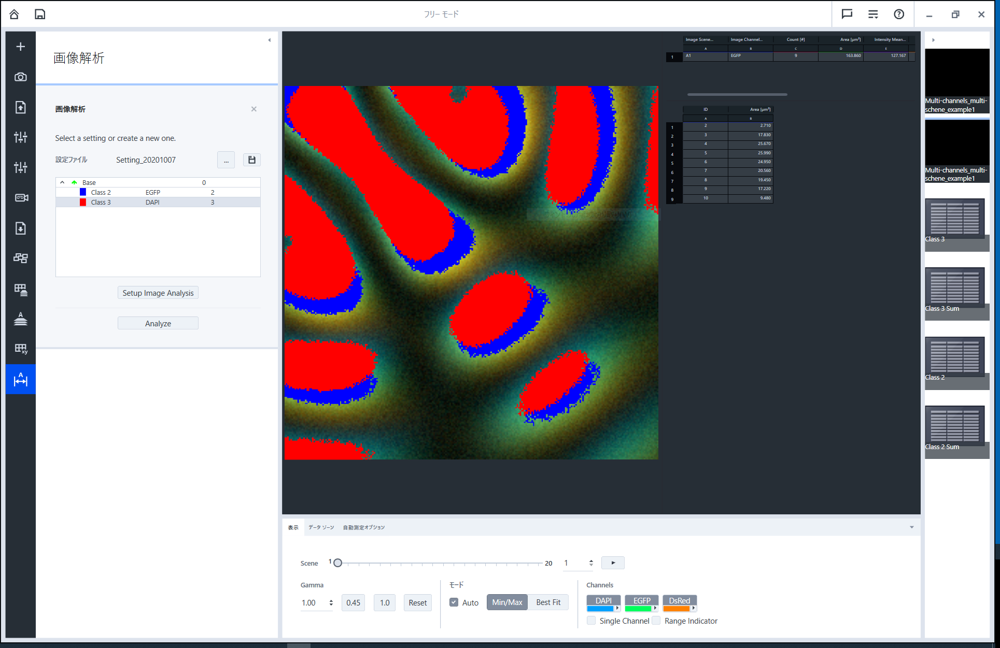 フリー モード
画像解析
画像解析
Select a setting or create a new one.
設定ファイル Setting_20201007 ...
Base 0
Class 2 EGFP 2
Class 3 DAPI 3
Setup Image Analysis
Analyze
Image Scene... Image Channel... Count [#] Area [µm²] Intensity Mean...
A B C D E
1 A1 EGFP 9 163.860 127.167
ID Area [µm²]
A B
1 2 2.710
2 3 17.830
3 4 25.670
4 5 25.990
5 6 24.950
6 7 20.560
7 8 19.450
8 9 17.220
9 10 9.480
Multi-channels_multi-
schene_example1
Multi-channels_multi-
schene_example1
Class 3
Class 3 Sum
Class 2
Class 2 Sum
表示 データ ゾーン 自動測定オプション
Scene 1 20 1
Gamma モード Channels
1.00 0.45 1.0 Reset Auto Min/Max Best Fit DAPI EGFP DsRed
Single Channel Range Indicator
A
xy
A